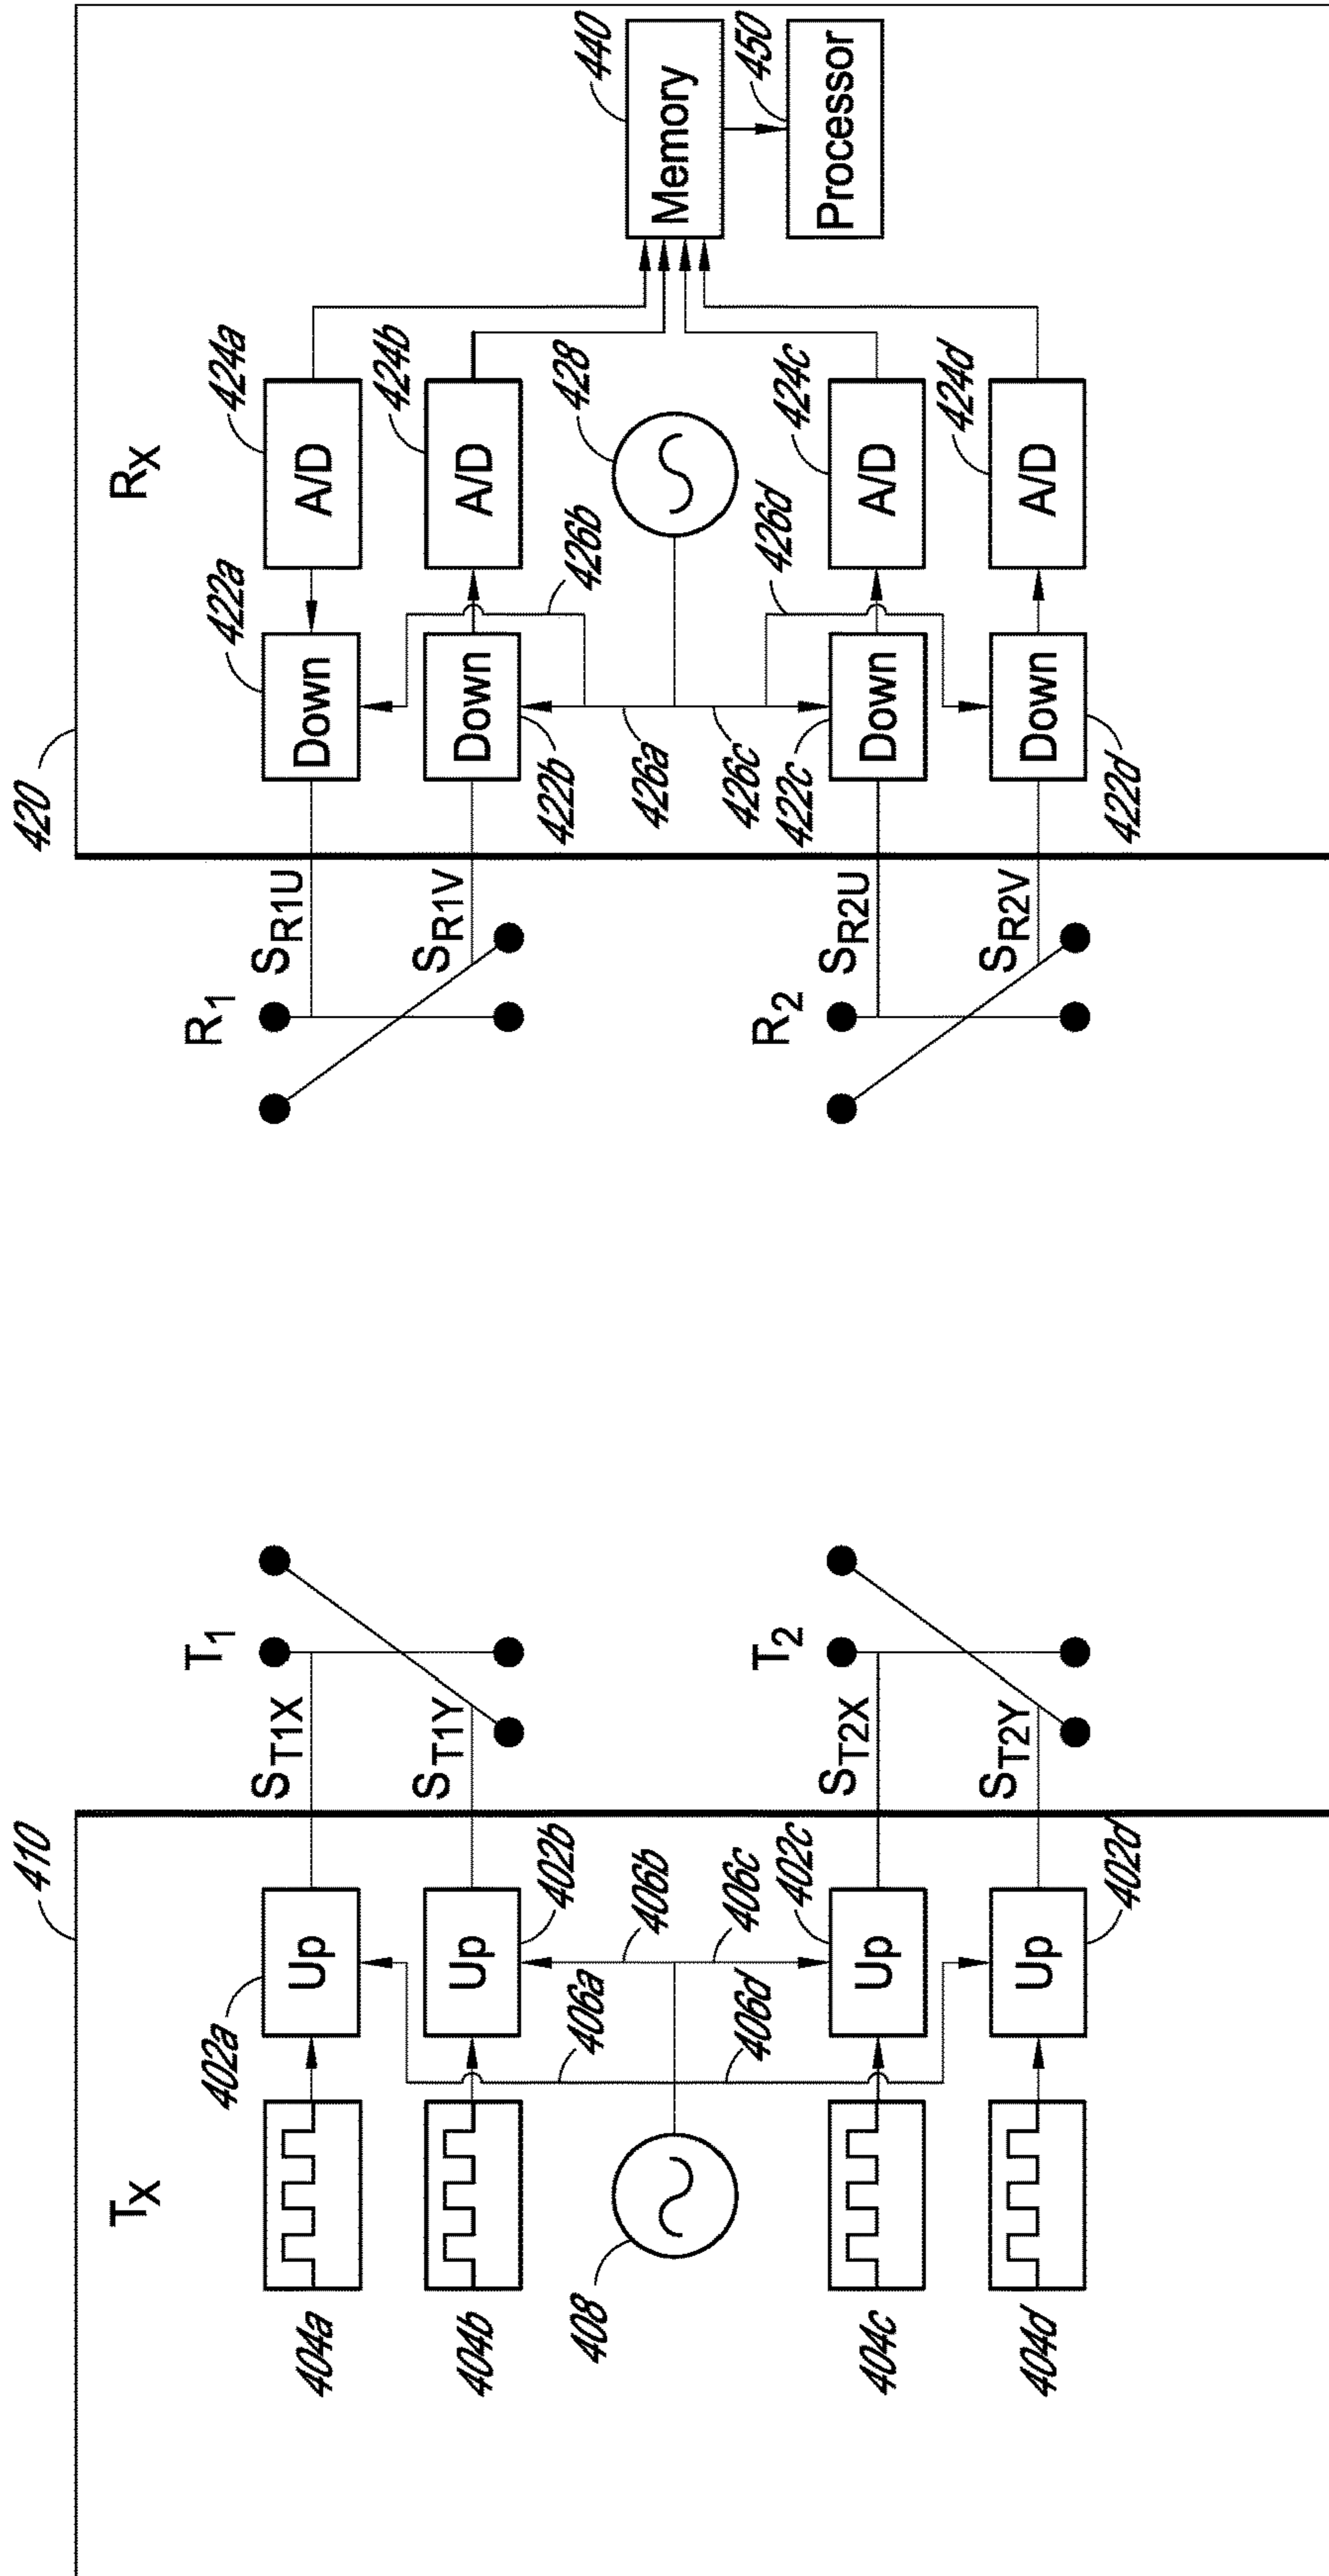 410
Tx
404a
402a
Up
ST1X
T1
404b
Up
402b
ST1Y
408
406a
406b
406c
406d
404c
Up
402c
ST2X
T2
404d
Up
402d
ST2Y
420
Rx
R1
SR1U
Down
422a
A/D
424a
SR1V
Down
422b
A/D
424b
426b
426a
426c
428
426d
R2
SR2U
422c
Down
A/D
424c
SR2V
Down
422d
A/D
424d
Memory
440
Processor
450